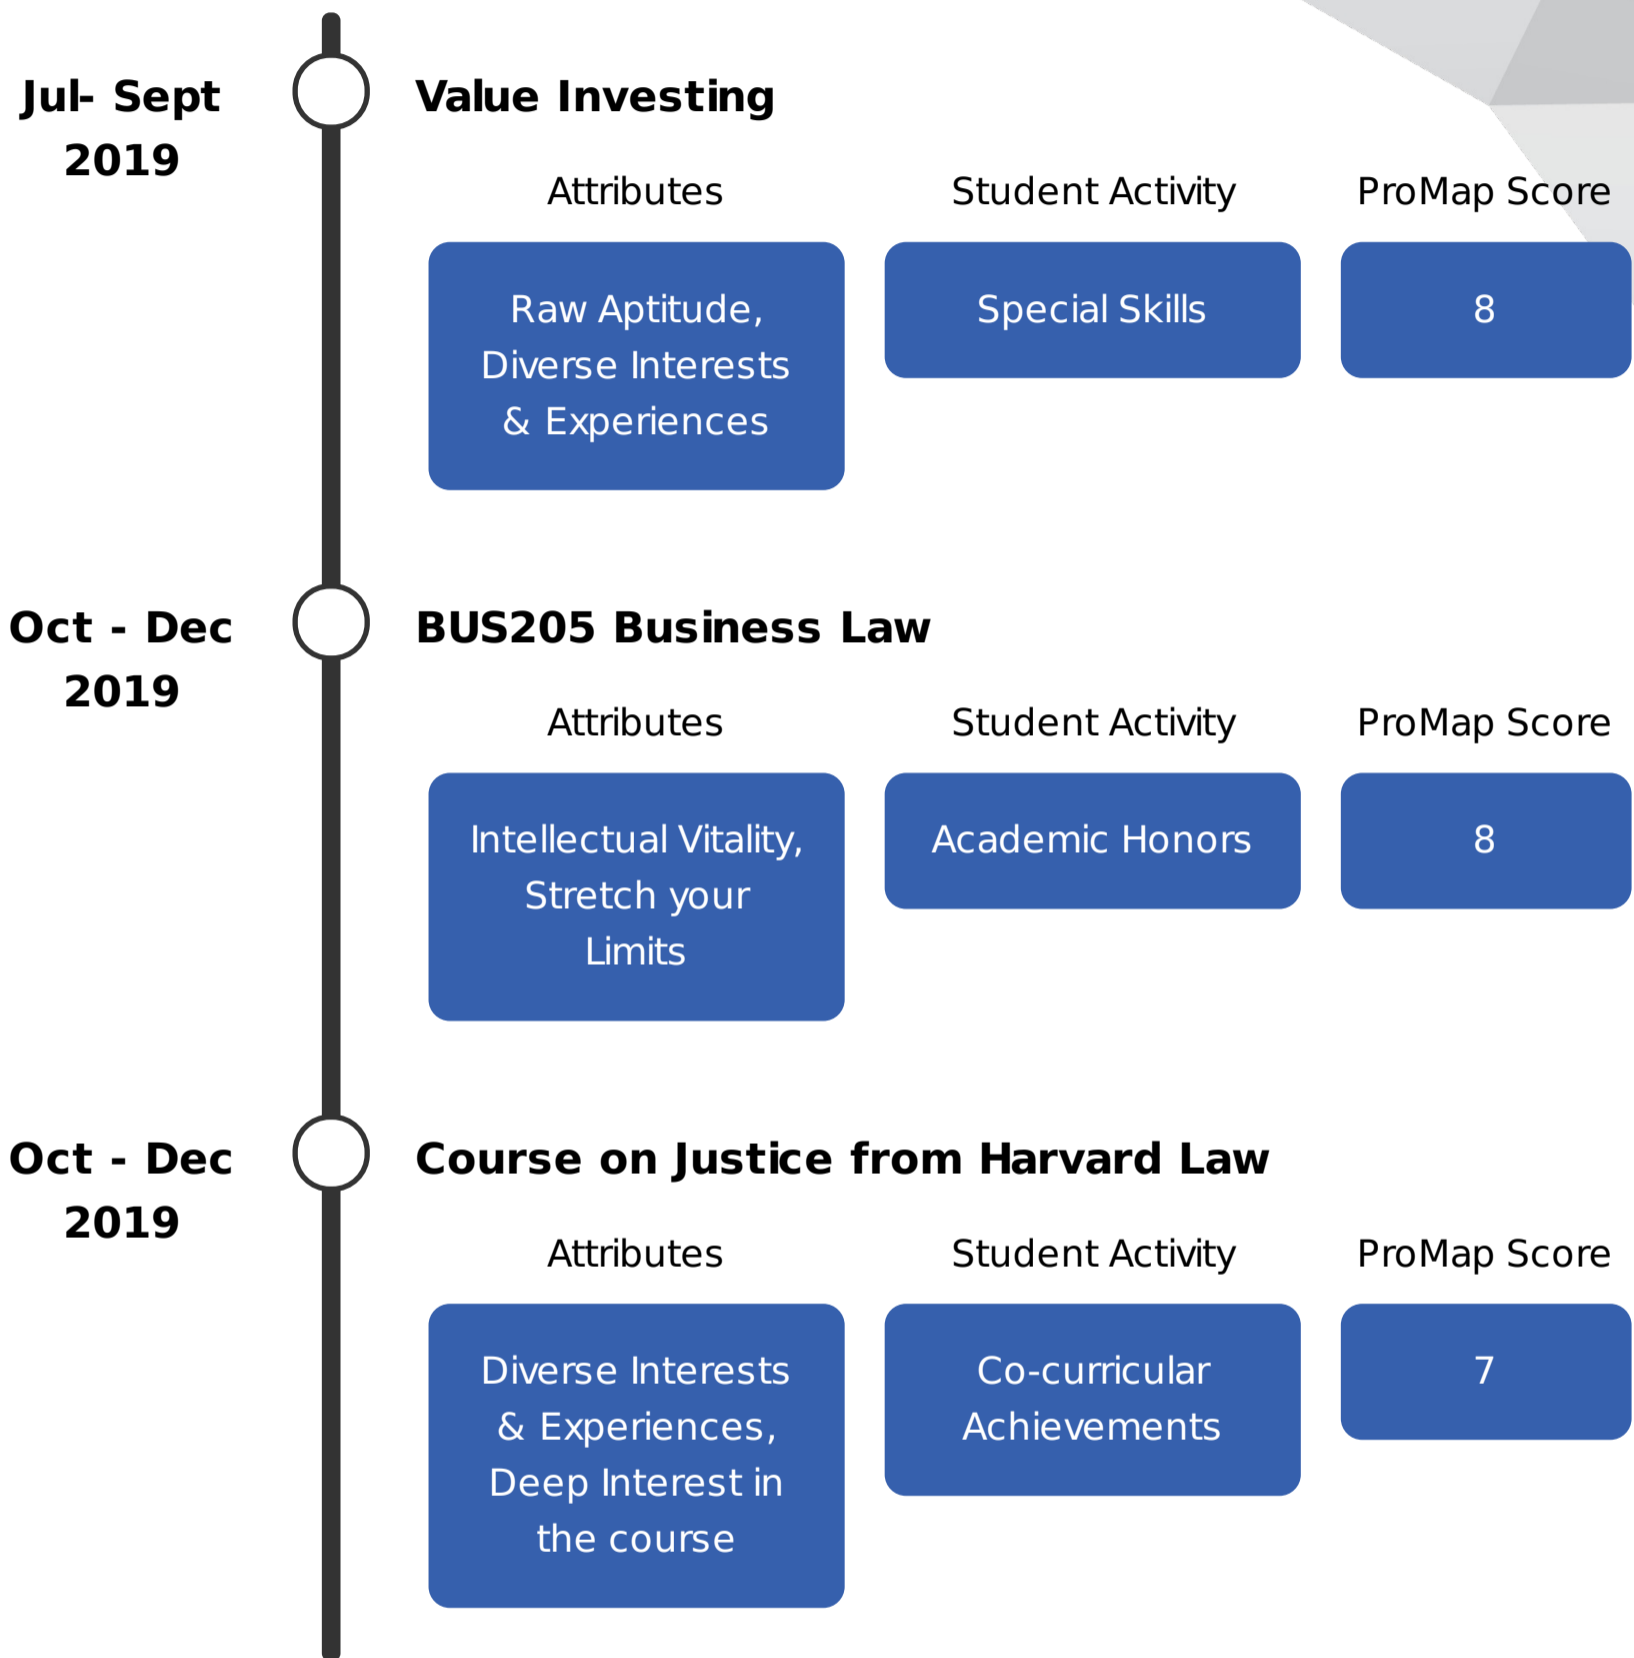 Jul- Sept
2019
Value Investing
Attributes
Student Activity
ProMap Score
Raw Aptitude,
Diverse Interests
& Experiences
Special Skills
8
Oct - Dec
2019
BUS205 Business Law
Attributes
Student Activity
ProMap Score
Intellectual Vitality,
Stretch your
Limits
Academic Honors
8
Oct - Dec
2019
Course on Justice from Harvard Law
Attributes
Student Activity
ProMap Score
Diverse Interests
& Experiences,
Deep Interest in
the course
Co-curricular
Achievements
7